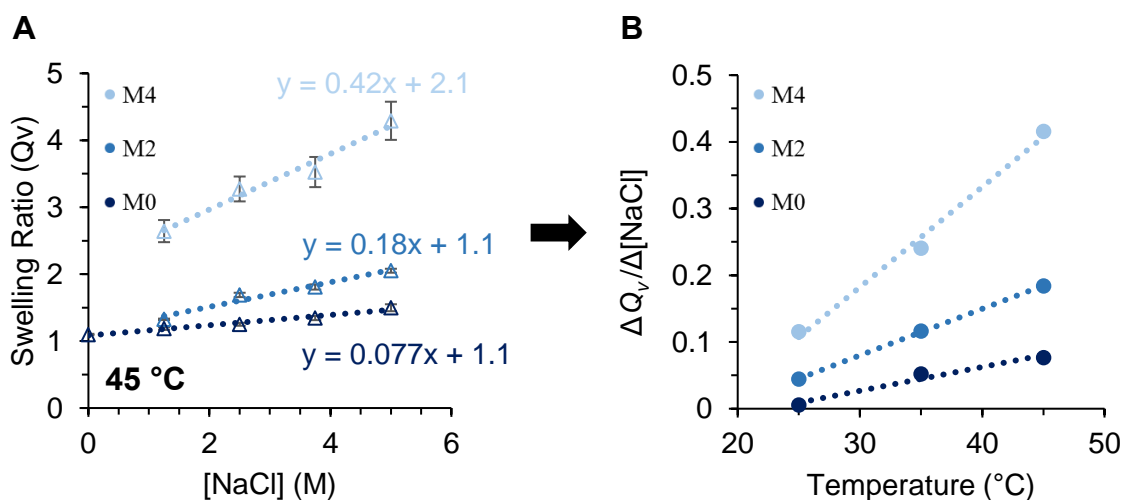 A
Swelling Ratio (Qv)
5
4
3
2
1
0
M4
M2
M0
y = 0.42x + 2.1
y = 0.18x + 1.1
y = 0.077x + 1.1
45 °C
0 2 4 6
[NaCl] (M)
B
ΔQv/Δ[NaCl]
0.5
0.4
0.3
0.2
0.1
0
M4
M2
M0
20 30 40 50
Temperature (°C)